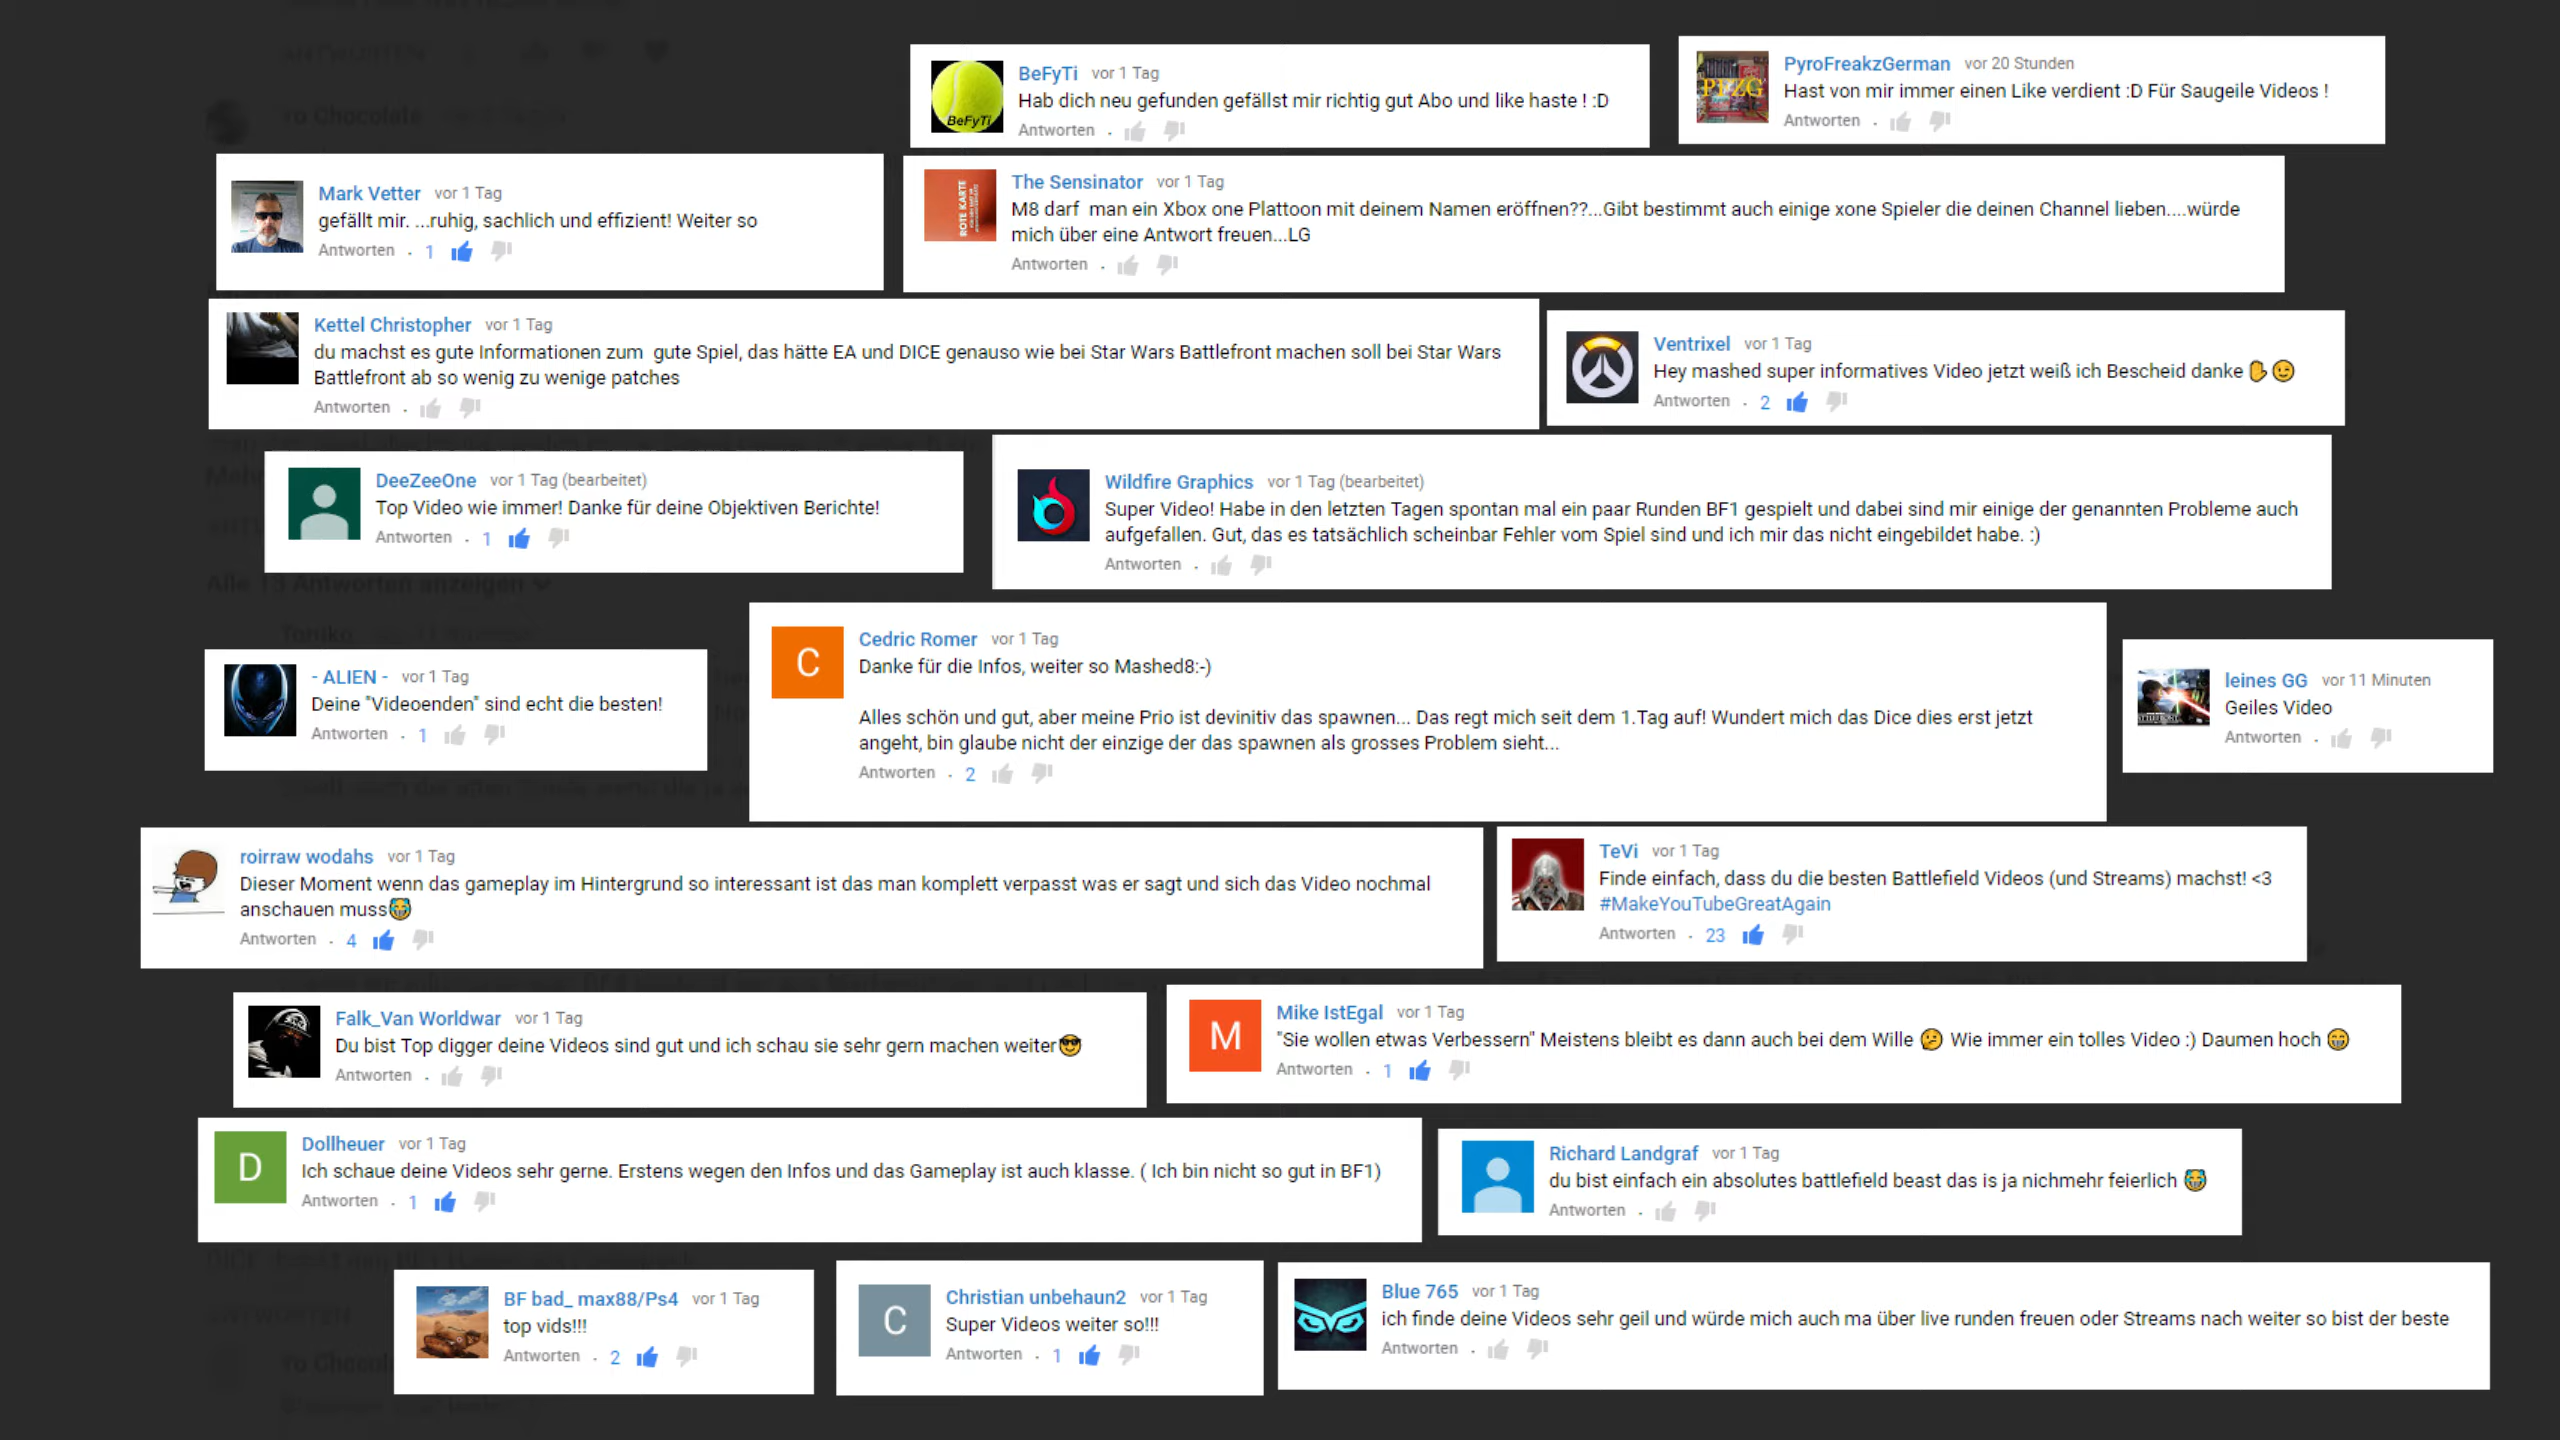 BeFyTi vor 1 Tag
Hab dich neu gefunden gefällst mir richtig gut Abo und like haste ! :D
BeFyTi
Antworten
PyroFreakzGerman vor 20 Stunden
Hast von mir immer einen Like verdient :D Für Saugeile Videos !
PFZG
Antworten
Mark Vetter vor 1 Tag
gefällt mir. ...ruhig, sachlich und effizient! Weiter so
Antworten · 1
The Sensinator vor 1 Tag
M8 darf man ein Xbox one Plattoon mit deinem Namen eröffnen??...Gibt bestimmt auch einige xone Spieler die deinen Channel lieben....würde
mich über eine Antwort freuen...LG
ROTE KARTE
Antworten
Kettel Christopher vor 1 Tag
du machst es gute Informationen zum gute Spiel, das hätte EA und DICE genauso wie bei Star Wars Battlefront machen soll bei Star Wars
Battlefront ab so wenig zu wenige patches
Antworten
Ventrixel vor 1 Tag
Hey mashed super informatives Video jetzt weiß ich Bescheid danke ✋😉
Antworten · 2
DeeZeeOne vor 1 Tag (bearbeitet)
Top Video wie immer! Danke für deine Objektiven Berichte!
Antworten · 1
Wildfire Graphics vor 1 Tag (bearbeitet)
Super Video! Habe in den letzten Tagen spontan mal ein paar Runden BF1 gespielt und dabei sind mir einige der genannten Probleme auch
aufgefallen. Gut, das es tatsächlich scheinbar Fehler vom Spiel sind und ich mir das nicht eingebildet habe. :)
Antworten
Alle 13 Antworten anzeigen
- ALIEN - vor 1 Tag
Deine "Videoenden" sind echt die besten!
Antworten · 1
C
Cedric Romer vor 1 Tag
Danke für die Infos, weiter so Mashed8:-)
Alles schön und gut, aber meine Prio ist devinitiv das spawnen... Das regt mich seit dem 1.Tag auf! Wundert mich das Dice dies erst jetzt
angeht, bin glaube nicht der einzige der das spawnen als grosses Problem sieht...
Antworten · 2
leines GG vor 11 Minuten
Geiles Video
Antworten
roirraw wodahs vor 1 Tag
Dieser Moment wenn das gameplay im Hintergrund so interessant ist das man komplett verpasst was er sagt und sich das Video nochmal
anschauen muss😂
Antworten · 4
TeVi vor 1 Tag
Finde einfach, dass du die besten Battlefield Videos (und Streams) machst! <3
#MakeYouTubeGreatAgain
Antworten · 23
Falk_Van Worldwar vor 1 Tag
Du bist Top digger deine Videos sind gut und ich schau sie sehr gern machen weiter😎
Antworten
M
Mike IstEgal vor 1 Tag
"Sie wollen etwas Verbessern" Meistens bleibt es dann auch bei dem Wille 🤔 Wie immer ein tolles Video :) Daumen hoch 😁
Antworten · 1
D
Dollheuer vor 1 Tag
Ich schaue deine Videos sehr gerne. Erstens wegen den Infos und das Gameplay ist auch klasse. ( Ich bin nicht so gut in BF1)
Antworten · 1
Richard Landgraf vor 1 Tag
du bist einfach ein absolutes battlefield beast das is ja nichmehr feierlich 😂
Antworten
BF bad_ max88/Ps4 vor 1 Tag
top vids!!!
Antworten · 2
C
Christian unbehaun2 vor 1 Tag
Super Videos weiter so!!!
Antworten · 1
Blue 765 vor 1 Tag
ich finde deine Videos sehr geil und würde mich auch ma über live runden freuen oder Streams nach weiter so bist der beste
Antworten